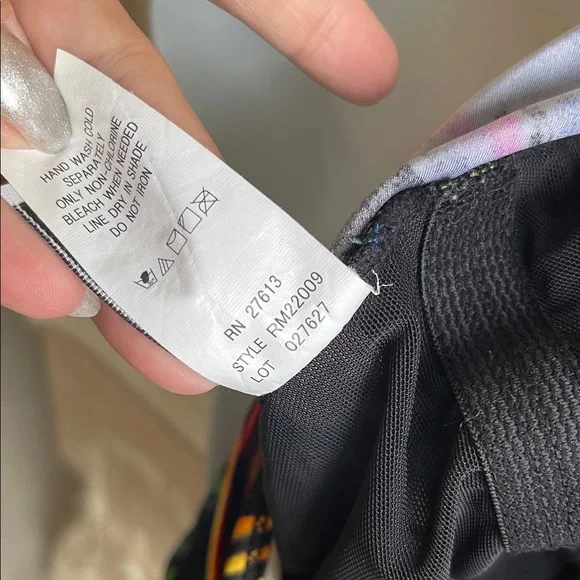 HAND WASH COLD
SEPARATELY
ONLY NON-CHLORINE
BLEACH WHEN NEEDED
LINE DRY IN SHADE
DO NOT IRON
RN 27613
STYLE RM22009
LOT 027627